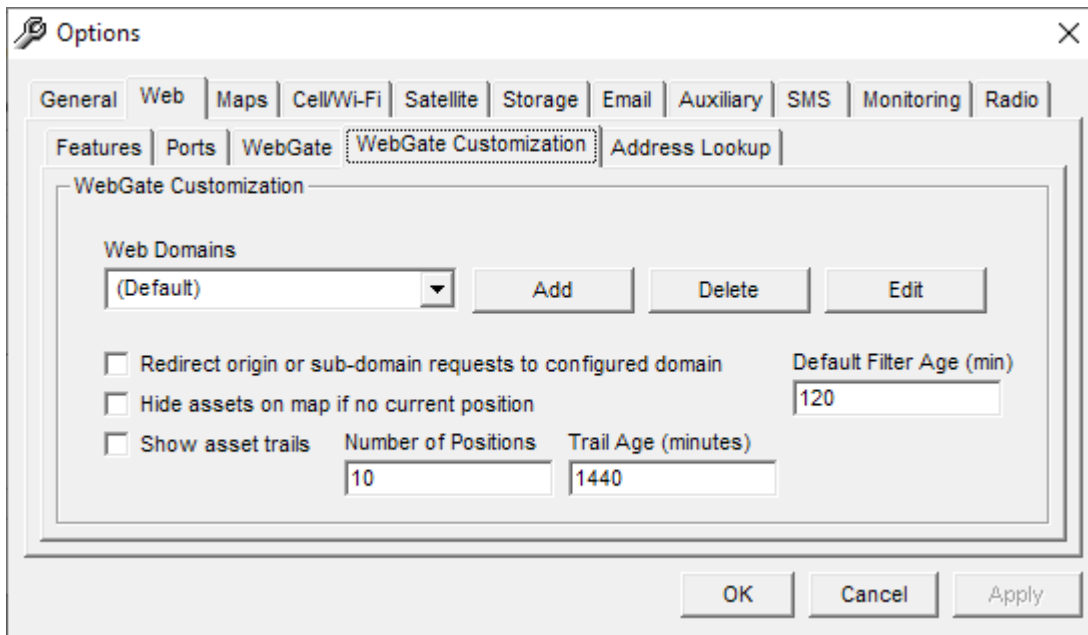 Options
General Web Maps Cell/Wi-Fi Satellite Storage Email Auxiliary SMS Monitoring Radio
Features Ports WebGate WebGate Customization Address Lookup
WebGate Customization
Web Domains
(Default) Add Delete Edit
Redirect origin or sub-domain requests to configured domain
Default Filter Age (min)
120
Hide assets on map if no current position
Show asset trails Number of Positions Trail Age (minutes)
10 1440
OK Cancel Apply